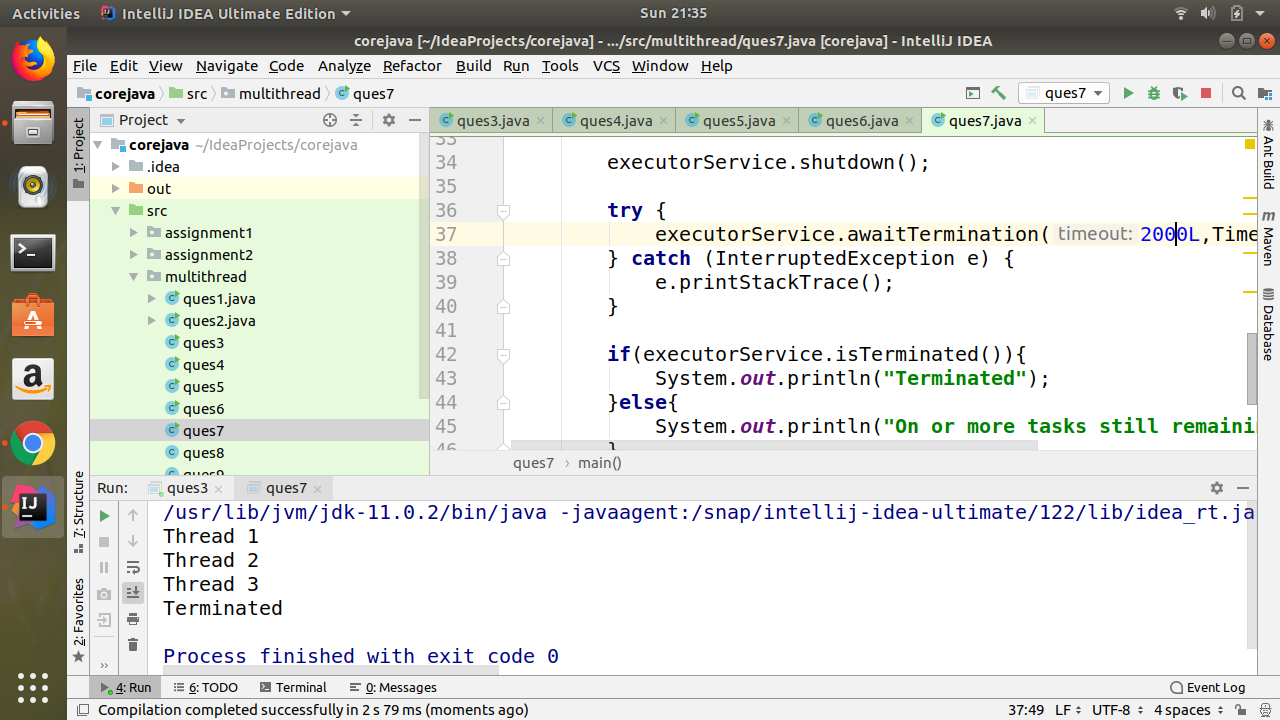 Activities IntelliJ IDEA Ultimate Edition Sun 21:35
corejava [~/IdeaProjects/corejava] - .../src/multithread/ques7.java [corejava] - IntelliJ IDEA
File Edit View Navigate Code Analyze Refactor Build Run Tools VCS Window Help
corejava src multithread ques7 ques7
1: Project
7: Structure
2: Favorites
Project
corejava ~/IdeaProjects/corejava
.idea
out
src
assignment1
assignment2
multithread
ques1.java
ques2.java
ques3
ques4
ques5
ques6
ques7
ques8
ques9
ques3.java ques4.java ques5.java ques6.java ques7.java
33
34 executorService.shutdown();
35
36 try {
37 executorService.awaitTermination( timeout: 2000L,Time
38 } catch (InterruptedException e) {
39 e.printStackTrace();
40 }
41
42 if(executorService.isTerminated()){
43 System.out.println("Terminated");
44 }else{
45 System.out.println("On or more tasks still remainin
46 }
ques7 main()
Ant Build
Maven
Database
Run: ques3 ques7
/usr/lib/jvm/jdk-11.0.2/bin/java -javaagent:/snap/intellij-idea-ultimate/122/lib/idea_rt.ja
Thread 1
Thread 2
Thread 3
Terminated
Process finished with exit code 0
4: Run 6: TODO Terminal 0: Messages Event Log
Compilation completed successfully in 2 s 79 ms (moments ago) 37:49 LF UTF-8 4 spaces